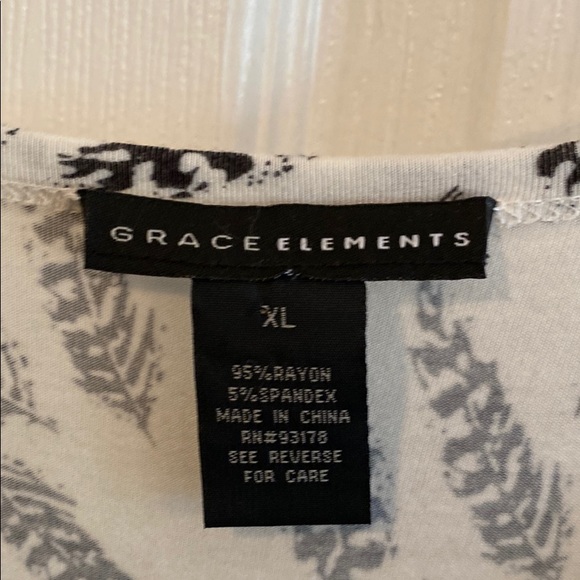 GRACE ELEMENTS
XL
95%RAYON
5%SPANDEX
MADE IN CHINA
RN#93178
SEE REVERSE
FOR CARE